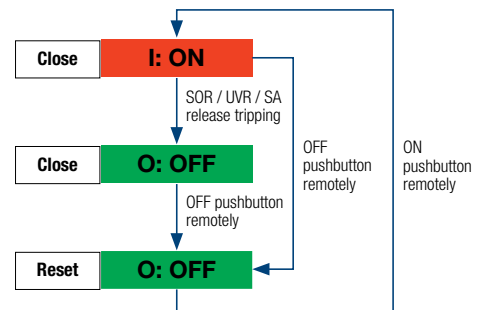 Close
I: ON
SOR / UVR / SA
release tripping
OFF
pushbutton
remotely
ON
pushbutton
remotely
Close
O: OFF
OFF pushbutton
remotely
Reset
O: OFF